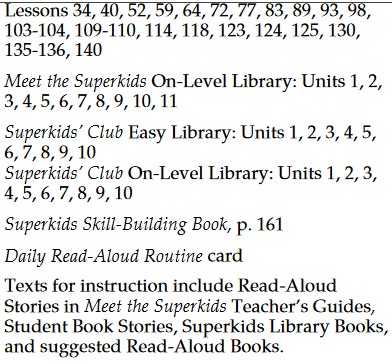 Lessons 34, 40, 52, 59, 64, 72, 77, 83, 89, 93, 98,
103-104, 109-110, 114, 118, 123, 124, 125, 130,
135-136, 140
Meet the Superkids On-Level Library: Units 1, 2,
3, 4, 5, 6, 7, 8, 9, 10, 11
Superkids’ Club Easy Library: Units 1, 2, 3, 4, 5,
6, 7, 8, 9, 10
Superkids’ Club On-Level Library: Units 1, 2, 3,
4, 5, 6, 7, 8, 9, 10
Superkids Skill-Building Book, p. 161
Daily Read-Aloud Routine card
Texts for instruction include Read-Aloud
Stories in Meet the Superkids Teacher’s Guides,
Student Book Stories, Superkids Library Books,
and suggested Read-Aloud Books.